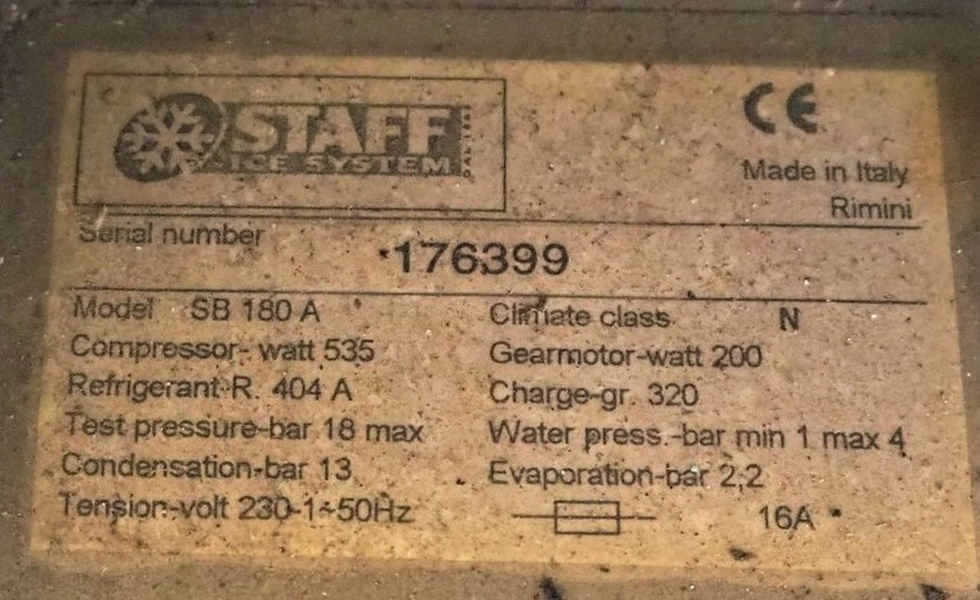 STAFF
ICE SYSTEM
CE
Made in Italy
Rimini
Serial number
176399
Model SB 180 A
Climate class N
Compressor- watt 535
Gearmotor-watt 200
Refrigerant-R. 404 A
Charge-gr. 320
Test pressure-bar 18 max
Water press.-bar min 1 max 4
Condensation-bar 13
Evaporation-bar 2,2
Tension-volt 230-1~50Hz
16A